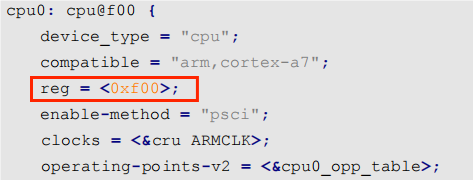 cpu0: cpu@f00 {
device_type = "cpu";
compatible = "arm,cortex-a7";
reg = <0xf00>;
enable-method = "psci";
clocks = <&cru ARMCLK>;
operating-points-v2 = <&cpu0_opp_table>;